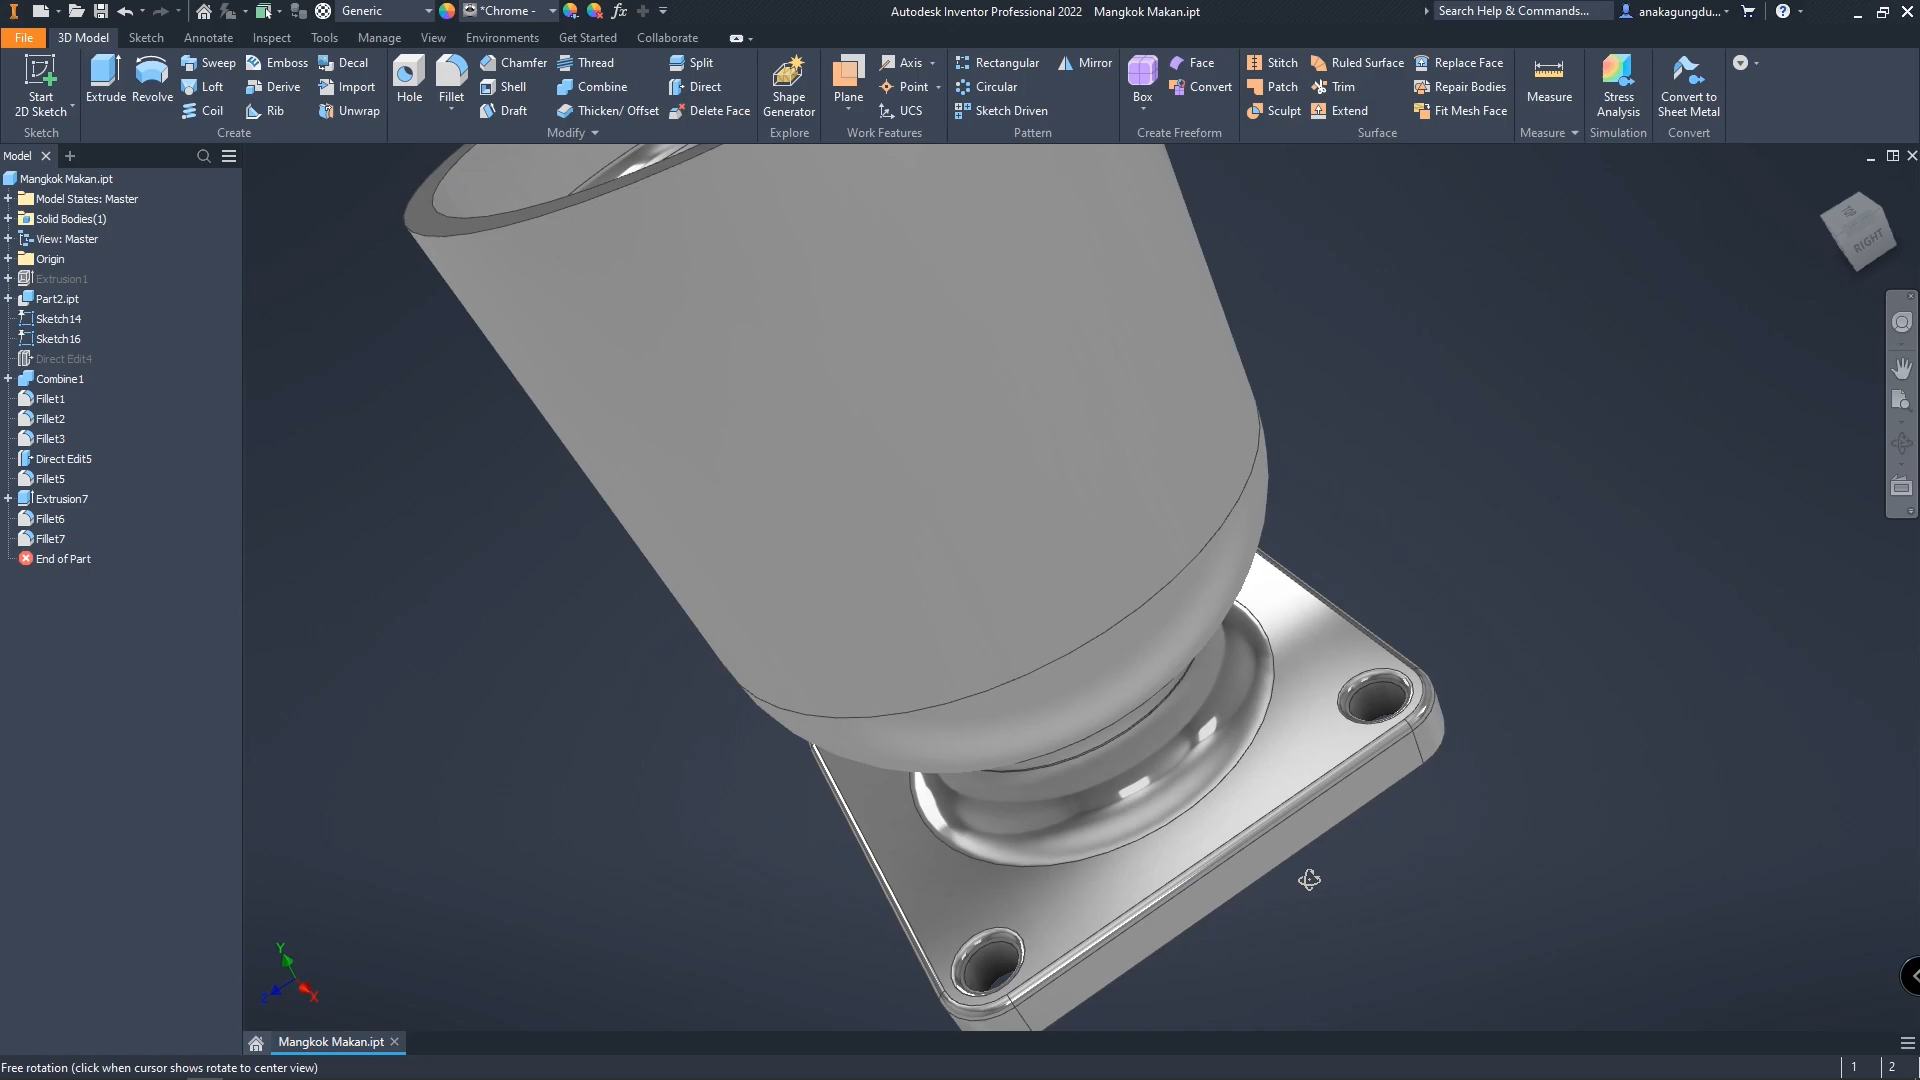 Generic
*Chrome -
Autodesk Inventor Professional 2022 Mangkok Makan.ipt
Search Help & Commands...
anakagungdu...
File 3D Model Sketch Annotate Inspect Tools Manage View Environments Get Started Collaborate
Start
2D Sketch
Sketch
Extrude Revolve
Sweep Emboss Decal
Loft Derive Import
Coil Rib Unwrap
Create
Hole Fillet
Chamfer Thread Split
Shell Combine Direct
Draft Thicken/ Offset Delete Face
Modify
Shape
Generator
Explore
Plane
Axis
Point
UCS
Work Features
Rectangular Mirror
Circular
Sketch Driven
Pattern
Box
Face
Convert
Create Freeform
Stitch Ruled Surface Replace Face
Patch Trim Repair Bodies
Sculpt Extend Fit Mesh Face
Surface
Measure
Measure
Stress
Analysis
Simulation
Convert to
Sheet Metal
Convert
Model
Mangkok Makan.ipt
Model States: Master
Solid Bodies(1)
View: Master
Origin
Extrusion1
Part2.ipt
Sketch14
Sketch16
Direct Edit4
Combine1
Fillet1
Fillet2
Fillet3
Direct Edit5
Fillet5
Extrusion7
Fillet6
Fillet7
End of Part
RIGHT
Y
Z
X
Mangkok Makan.ipt
Free rotation (click when cursor shows rotate to center view)
1 2